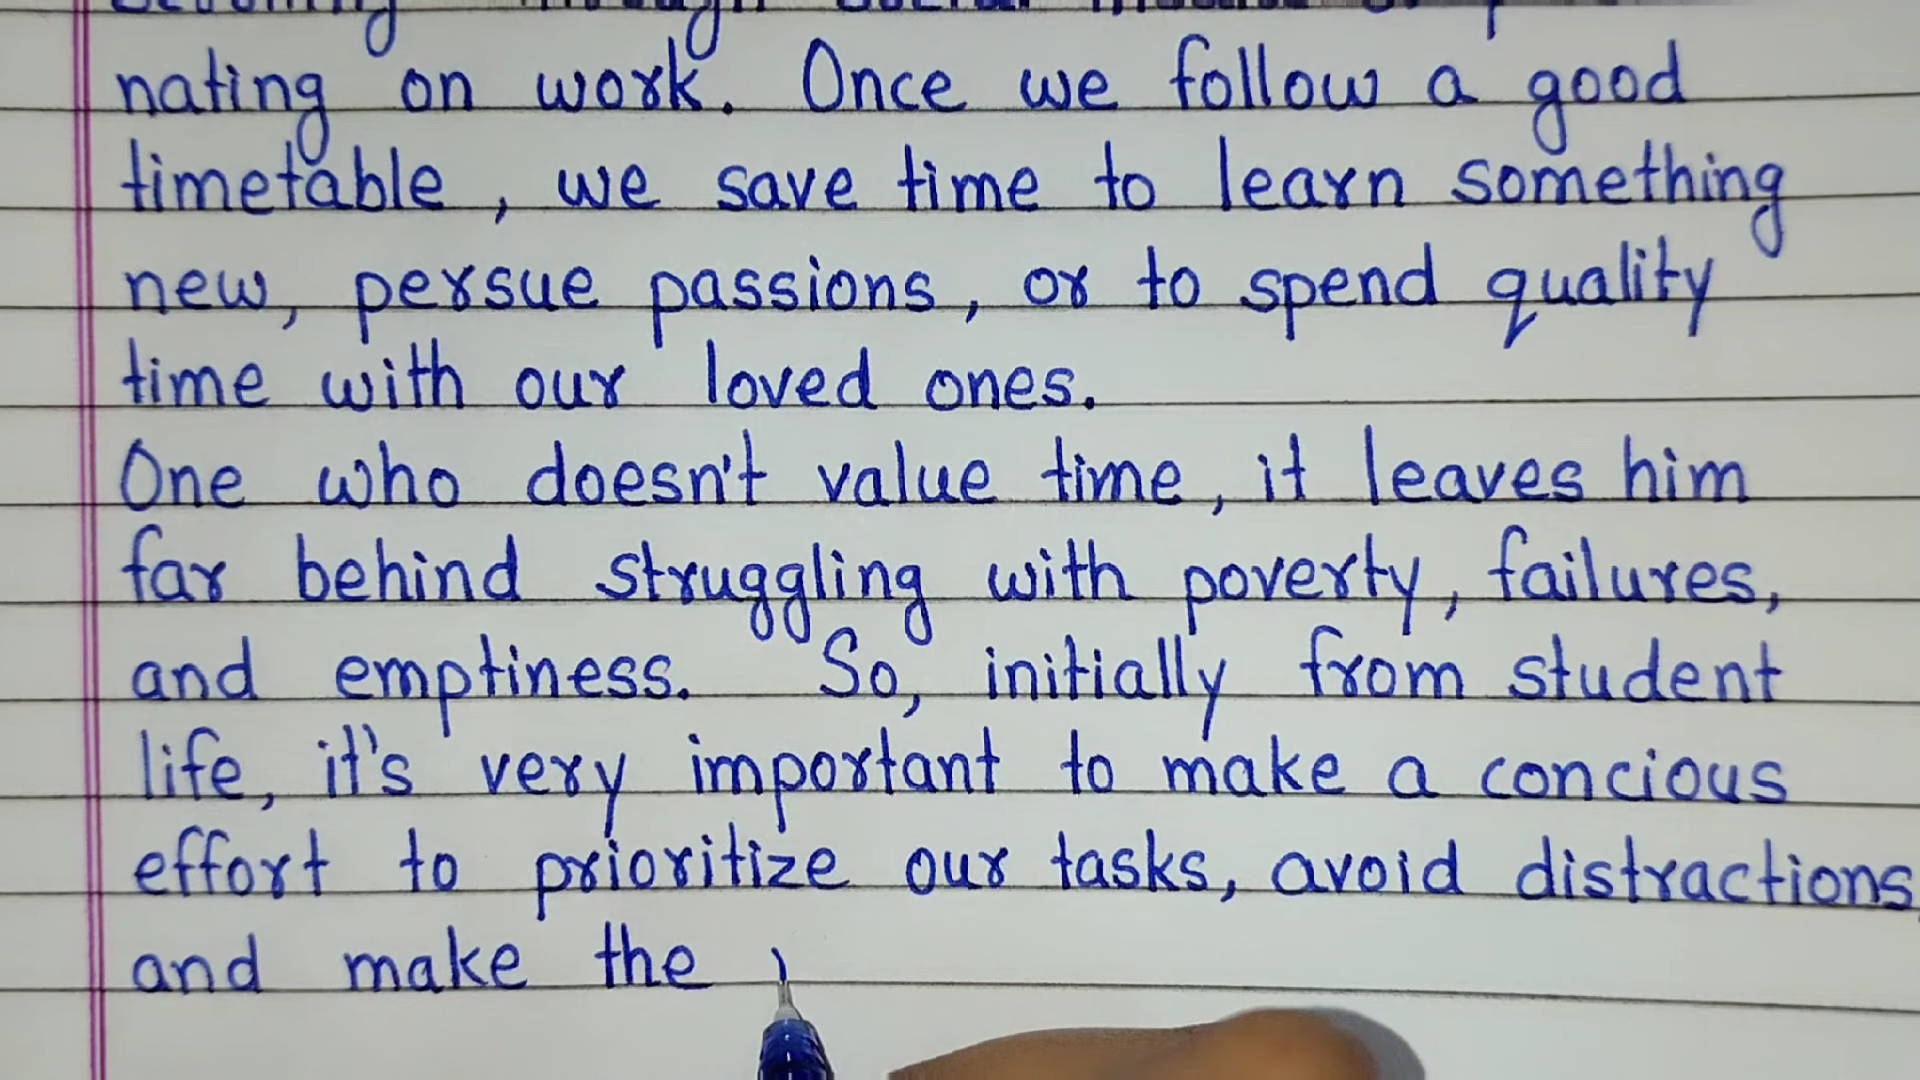 through social media
nating on work. Once we follow a good
timetable, we save time to learn something
new, persue passions, or to spend quality
time with our loved ones.
One who doesn't value time, it leaves him
far behind struggling with poverty, failures,
and emptiness. So, initially from student
life, it's very important to make a concious
effort to prioritize our tasks, avoid distractions,
and make the